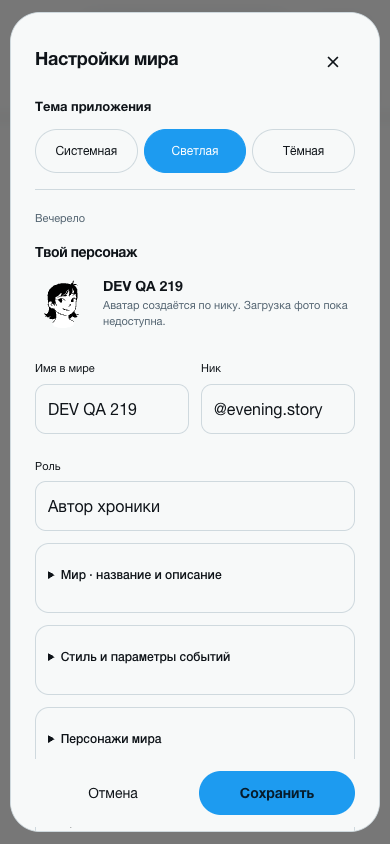 Настройки мира
Тема приложения
Системная
Светлая
Тёмная
Вечерело
Твой персонаж
DEV QA 219
Аватар создаётся по нику. Загрузка фото пока
недоступна.
Имя в мире
Ник
DEV QA 219
@evening.story
Роль
Автор хроники
Мир · название и описание
Стиль и параметры событий
Персонажи мира
Отмена
Сохранить